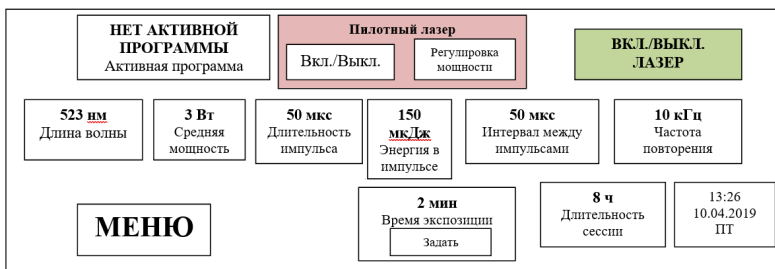 НЕТ АКТИВНОЙ
ПРОГРАММЫ
Активная программа
Пилотный лазер
Вкл./Выкл.
Регулировка
мощности
ВКЛ./ВЫКЛ.
ЛАЗЕР
523 нм
Длина волны
3 Вт
Средняя
мощность
50 мкс
Длительность
импульса
150
мкДж
Энергия в
импульсе
50 мкс
Интервал между
импульсами
10 кГц
Частота
повторения
МЕНЮ
2 мин
Время экспозиции
Задать
8 ч
Длительность
сессии
13:26
10.04.2019
ПТ